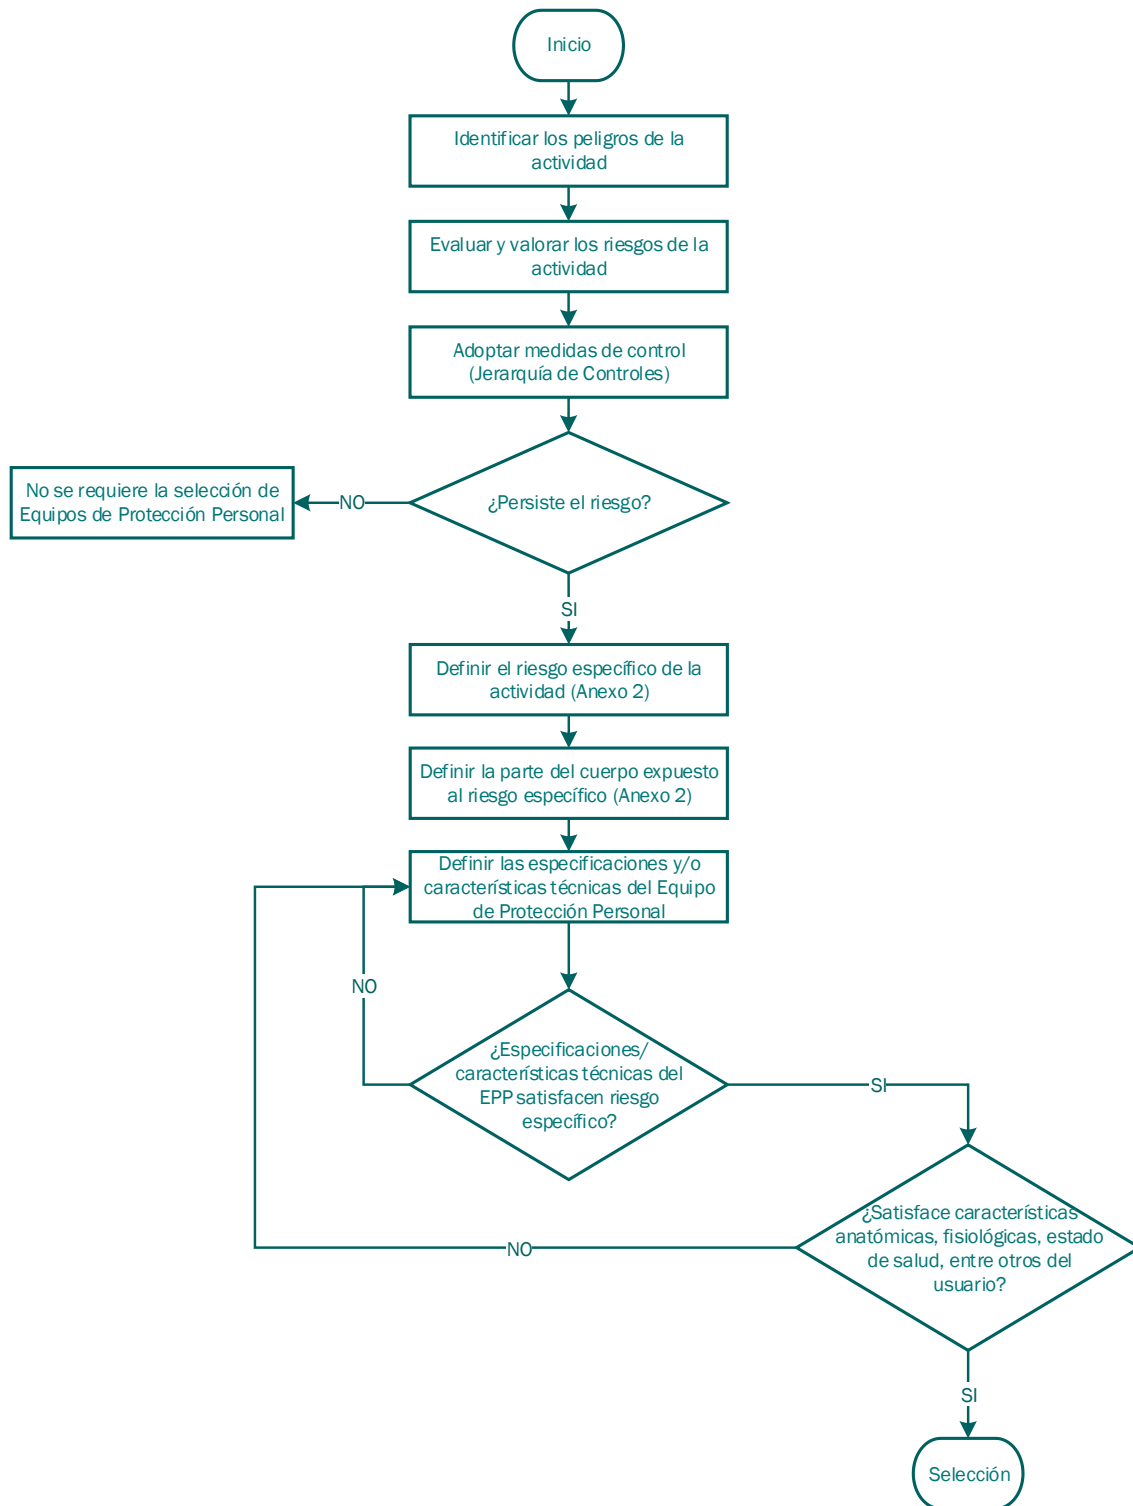 Inicio
Identificar los peligros de la
actividad
Evaluar y valorar los riesgos de la
actividad
Adoptar medidas de control
(Jerarquía de Controles)
No se requiere la selección de
Equipos de Protección Personal
NO
¿Persiste el riesgo?
SI
Definir el riesgo específico de la
actividad (Anexo 2)
Definir la parte del cuerpo expuesto
al riesgo específico (Anexo 2)
Definir las especificaciones y/o
características técnicas del Equipo
de Protección Personal
NO
¿Especificaciones/
características técnicas del
EPP satisfacen riesgo
específico?
SI
¿Satisface características
anatómicas, fisiológicas, estado
de salud, entre otros del
usuario?
NO
SI
Selección